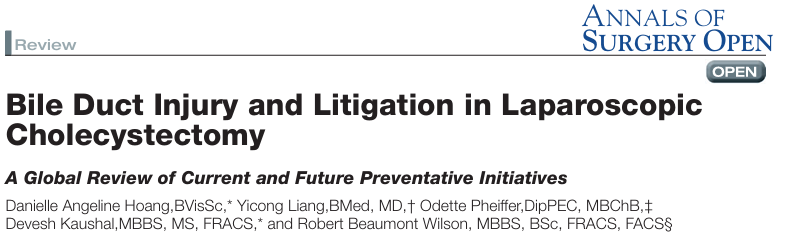 ANNALS OF
SURGERY OPEN
Review
OPEN
Bile Duct Injury and Litigation in Laparoscopic
Cholecystectomy
A Global Review of Current and Future Preventative Initiatives
Danielle Angeline Hoang,BVisSc,* Yicong Liang,BMed, MD,† Odette Pheiffer,DipPEC, MBChB,‡
Devesh Kaushal,MBBS, MS, FRACS,* and Robert Beaumont Wilson, MBBS, BSc, FRACS, FACS§